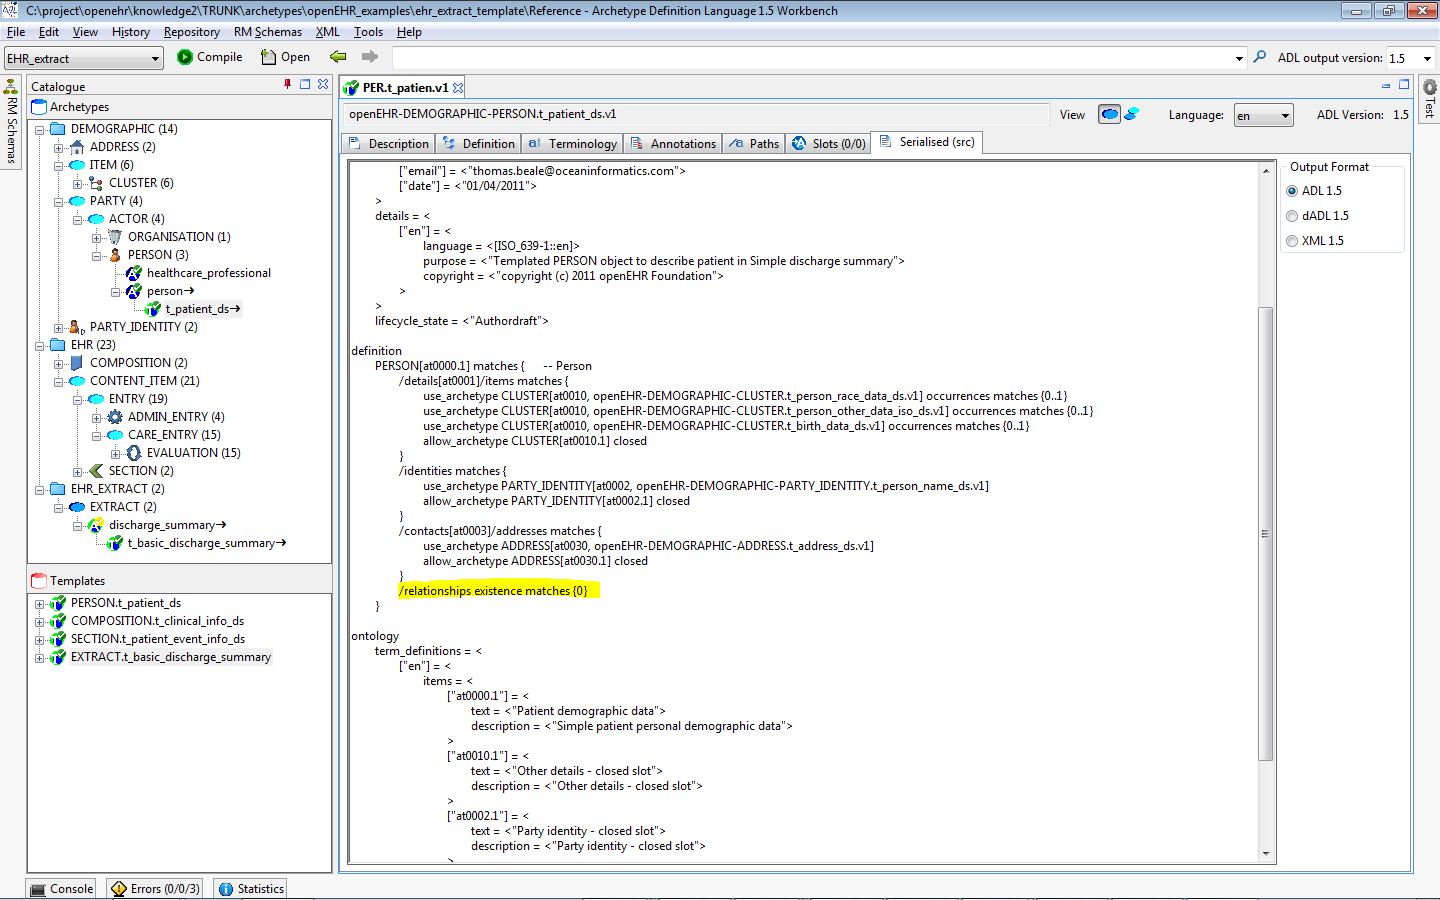 C:\project\openehr\knowledge2\TRUNK\archetypes\openEHR_examples\ehr_extract_template\Reference - Archetype Definition Language 1.5 Workbench
File Edit View History Repository RM Schemas XML Tools Help
EHR_extract Compile Open ADL output version: 1.5
RM Schemas
Catalogue
Archetypes
DEMOGRAPHIC (14)
ADDRESS (2)
ITEM (6)
CLUSTER (6)
PARTY (4)
ACTOR (4)
ORGANISATION (1)
PERSON (3)
healthcare_professional
person→
t_patient_ds→
PARTY_IDENTITY (2)
EHR (23)
COMPOSITION (2)
CONTENT_ITEM (21)
ENTRY (19)
ADMIN_ENTRY (4)
CARE_ENTRY (15)
EVALUATION (15)
SECTION (2)
EHR_EXTRACT (2)
EXTRACT (2)
discharge_summary→
t_basic_discharge_summary→
Templates
PERSON.t_patient_ds
COMPOSITION.t_clinical_info_ds
SECTION.t_patient_event_info_ds
EXTRACT.t_basic_discharge_summary
PER.t_patien.v1
openEHR-DEMOGRAPHIC-PERSON.t_patient_ds.v1 View Language: en ADL Version: 1.5
Description Definition Terminology Annotations Paths Slots (0/0) Serialised (src)
["email"] = <"thomas.beale@oceaninformatics.com">
["date"] = <"01/04/2011">
>
details = <
["en"] = <
language = <[ISO_639-1::en]>
purpose = <"Templated PERSON object to describe patient in Simple discharge summary">
copyright = <"copyright (c) 2011 openEHR Foundation">
>
>
lifecycle_state = <"Authordraft">
definition
PERSON[at0000.1] matches { -- Person
/details[at0001]/items matches {
use_archetype CLUSTER[at0010, openEHR-DEMOGRAPHIC-CLUSTER.t_person_race_data_ds.v1] occurrences matches {0..1}
use_archetype CLUSTER[at0010, openEHR-DEMOGRAPHIC-CLUSTER.t_person_other_data_iso_ds.v1] occurrences matches {0..1}
use_archetype CLUSTER[at0010, openEHR-DEMOGRAPHIC-CLUSTER.t_birth_data_ds.v1] occurrences matches {0..1}
allow_archetype CLUSTER[at0010.1] closed
}
/identities matches {
use_archetype PARTY_IDENTITY[at0002, openEHR-DEMOGRAPHIC-PARTY_IDENTITY.t_person_name_ds.v1]
allow_archetype PARTY_IDENTITY[at0002.1] closed
}
/contacts[at0003]/addresses matches {
use_archetype ADDRESS[at0030, openEHR-DEMOGRAPHIC-ADDRESS.t_address_ds.v1]
allow_archetype ADDRESS[at0030.1] closed
}
/relationships existence matches {0}
}
ontology
term_definitions = <
["en"] = <
items = <
["at0000.1"] = <
text = <"Patient demographic data">
description = <"Simple patient personal demographic data">
>
["at0010.1"] = <
text = <"Other details - closed slot">
description = <"Other details - closed slot">
>
["at0002.1"] = <
text = <"Party identity - closed slot">
description = <"Party identity - closed slot">
>
Output Format
ADL 1.5
dADL 1.5
XML 1.5
Test
Console Errors (0/0/3) Statistics